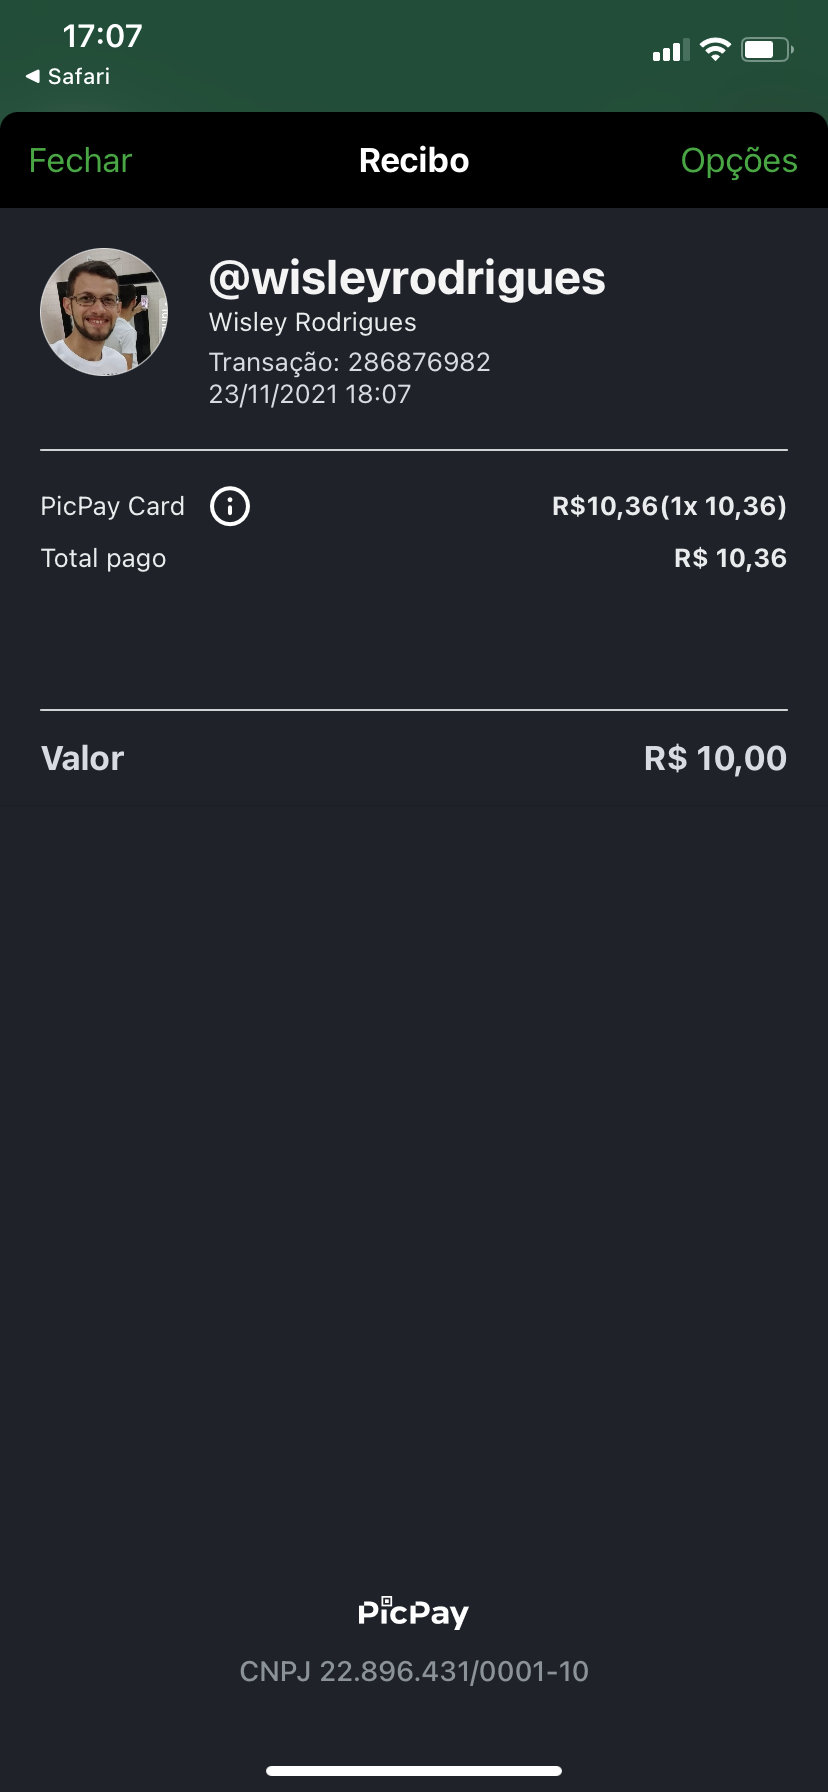 17:07
◀ Safari
Fechar Recibo Opções
@wisleyrodrigues
Wisley Rodrigues
Transação: 286876982
23/11/2021 18:07
PicPay Card R$10,36(1x 10,36)
Total pago R$ 10,36
Valor R$ 10,00
PicPay
CNPJ 22.896.431/0001-10